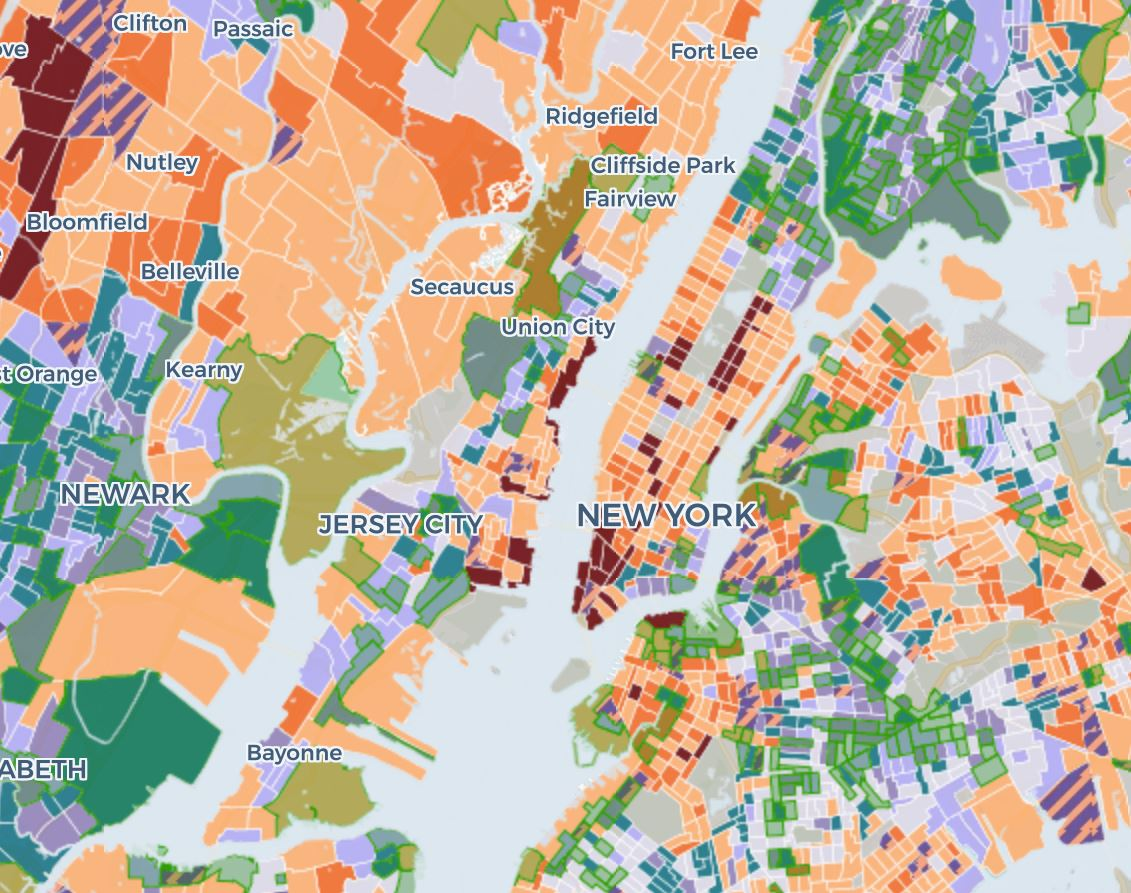 Clifton
Passaic
ove
Fort Lee
Ridgefield
Nutley
Cliffside Park
Fairview
Bloomfield
Belleville
Secaucus
Union City
st Orange
Kearny
NEWARK
JERSEY CITY
NEW YORK
Bayonne
ABETH